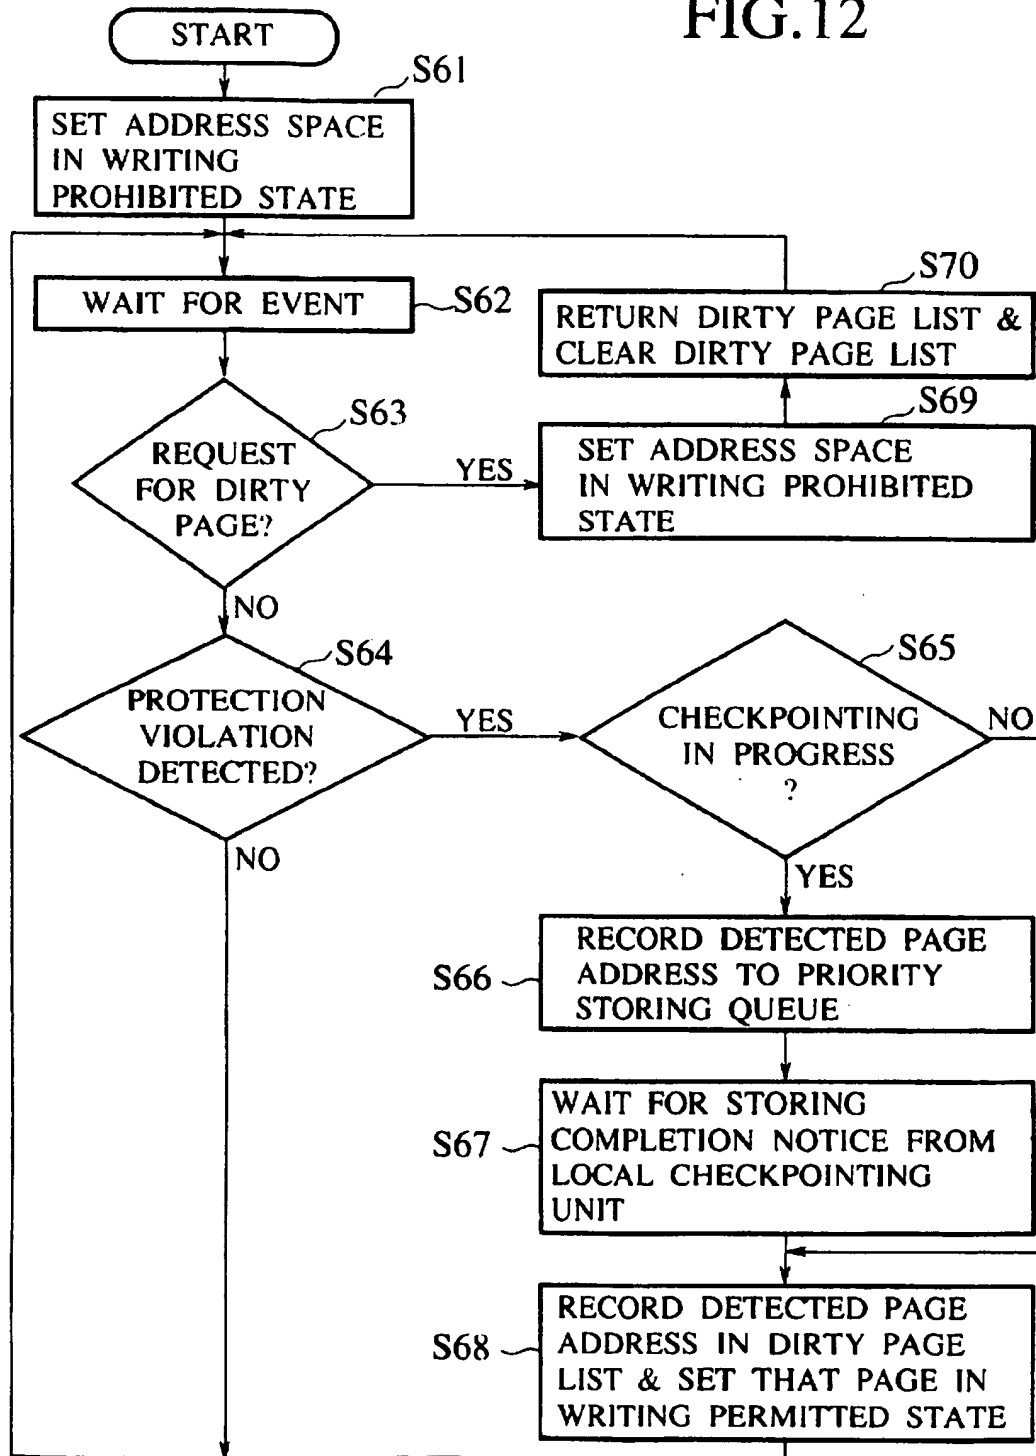 FIG.12
START
S61
SET ADDRESS SPACE
IN WRITING
PROHIBITED STATE
WAIT FOR EVENT
S62
S70
RETURN DIRTY PAGE LIST &
CLEAR DIRTY PAGE LIST
S63
REQUEST
FOR DIRTY
PAGE?
YES
S69
SET ADDRESS SPACE
IN WRITING PROHIBITED
STATE
NO
S64
PROTECTION
VIOLATION
DETECTED?
YES
S65
CHECKPOINTING
IN PROGRESS
?
NO
NO
YES
S66
RECORD DETECTED PAGE
ADDRESS TO PRIORITY
STORING QUEUE
S67
WAIT FOR STORING
COMPLETION NOTICE FROM
LOCAL CHECKPOINTING
UNIT
S68
RECORD DETECTED PAGE
ADDRESS IN DIRTY PAGE
LIST & SET THAT PAGE IN
WRITING PERMITTED STATE